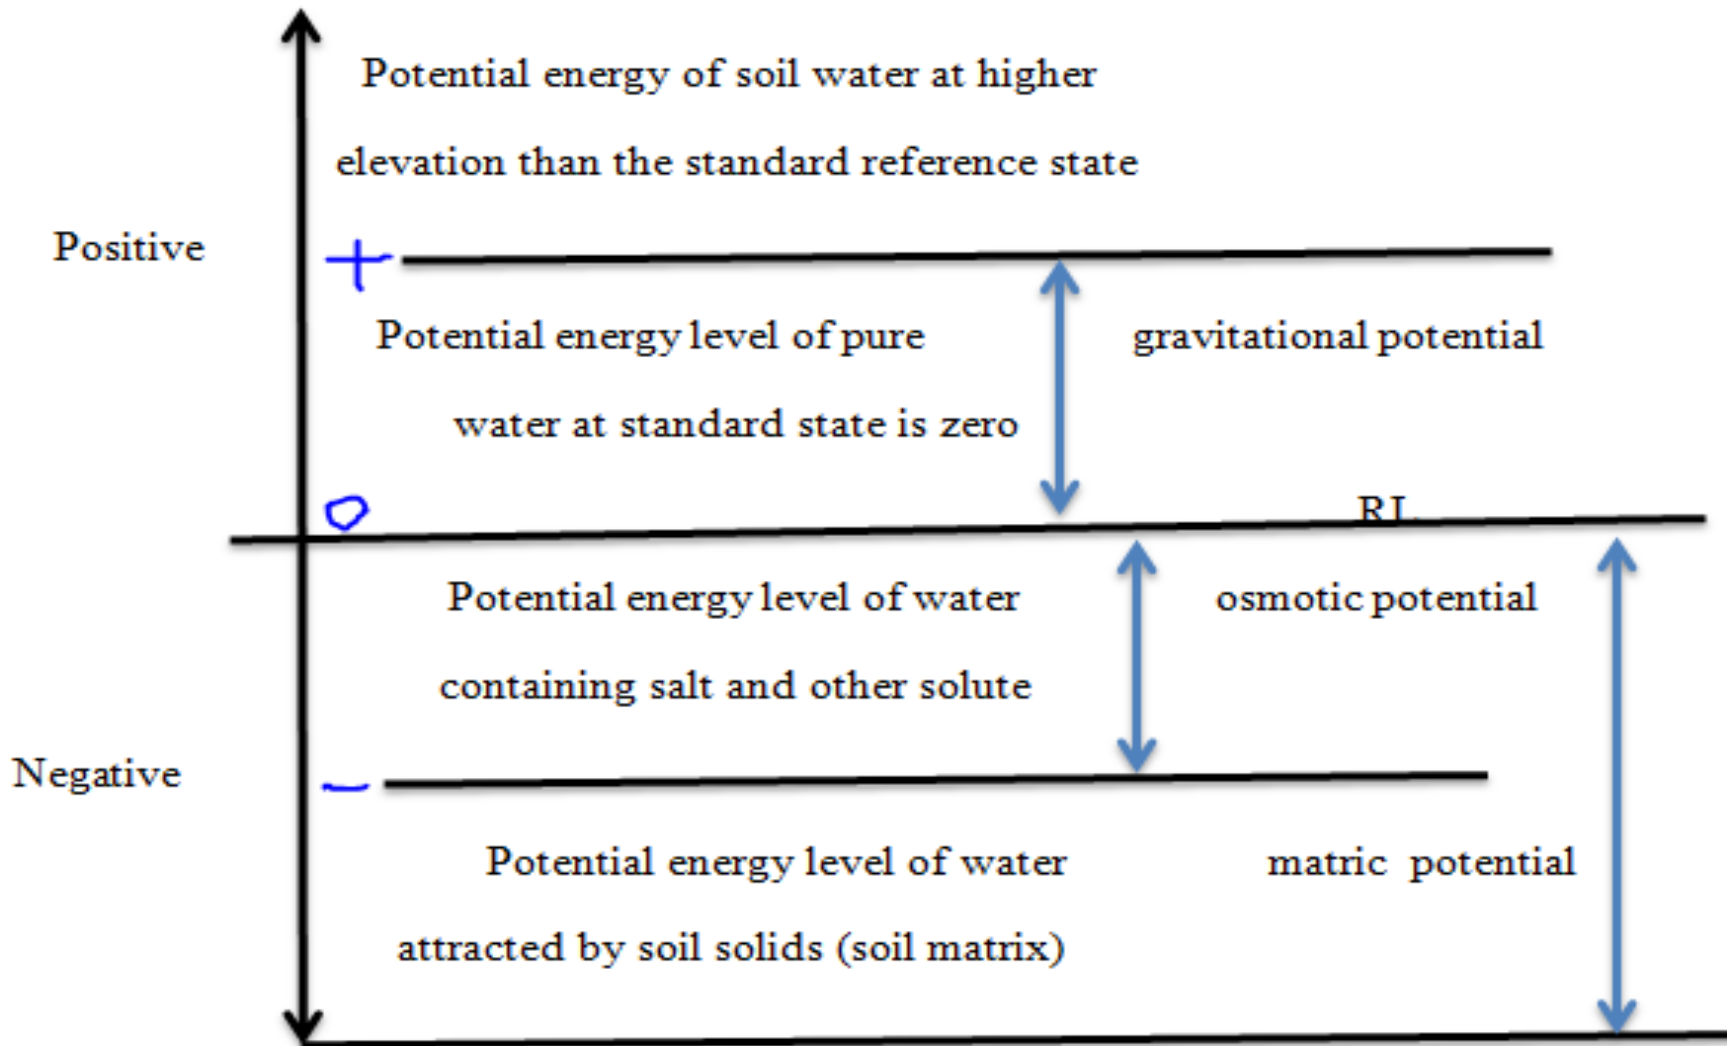 Potential energy of soil water at higher
elevation than the standard reference state
Positive
+
Potential energy level of pure
gravitational potential
water at standard state is zero
0
RL
Potential energy level of water
osmotic potential
containing salt and other solute
Negative
-
Potential energy level of water
matric potential
attracted by soil solids (soil matrix)